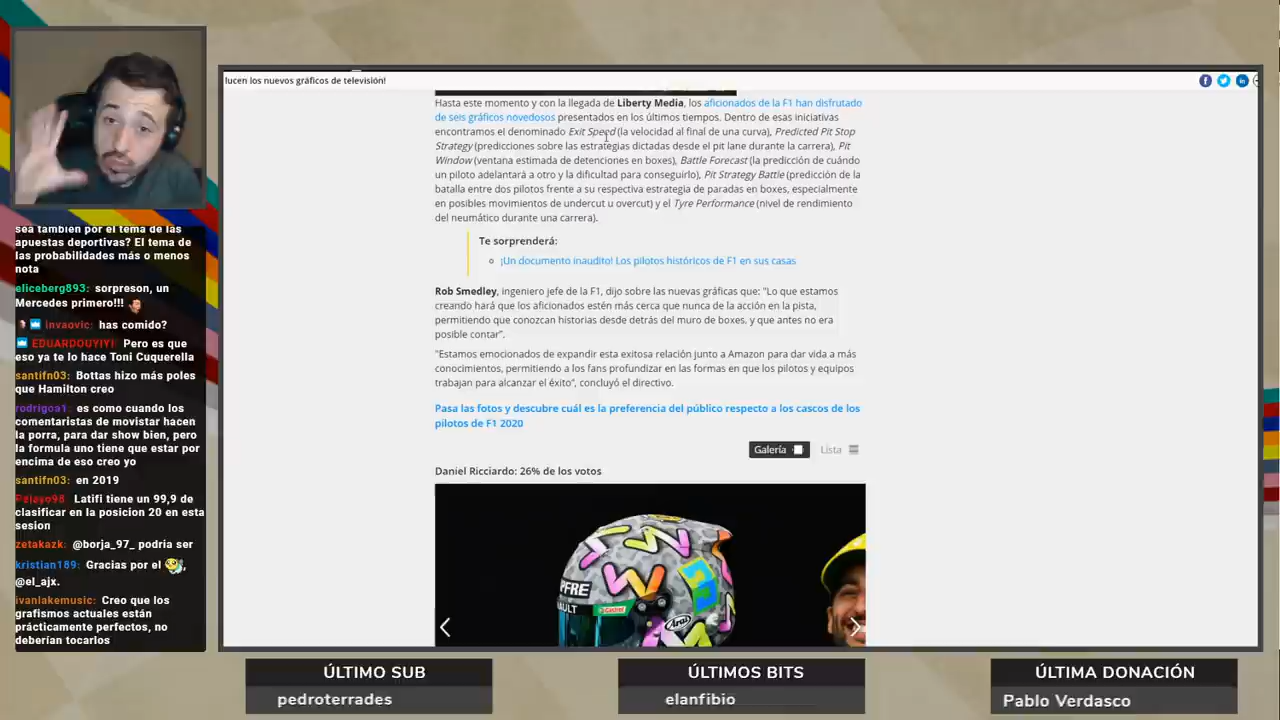 lucen los nuevos gráficos de televisión!
Hasta este momento y con la llegada de Liberty Media, los aficionados de la F1 han disfrutado
de seis gráficos novedosos presentados en los últimos tiempos. Dentro de esas iniciativas
encontramos el denominado Exit Speed (la velocidad al final de una curva), Predicted Pit Stop
Strategy (predicciones sobre las estrategias dictadas desde el pit lane durante la carrera), Pit
Window (ventana estimada de detenciones en boxes), Battle Forecast (la predicción de cuándo
un piloto adelantará a otro y la dificultad para conseguirlo), Pit Strategy Battle (predicción de la
batalla entre dos pilotos frente a su respectiva estrategia de paradas en boxes, especialmente
en posibles movimientos de undercut u overcut) y el Tyre Performance (nivel de rendimiento
del neumático durante una carrera).
Te sorprenderá:
¡Un documento inaudito! Los pilotos históricos de F1 en sus casas
Rob Smedley, ingeniero jefe de la F1, dijo sobre las nuevas gráficas que: "Lo que estamos
creando hará que los aficionados estén más cerca que nunca de la acción en la pista,
permitiendo que conozcan historias desde detrás del muro de boxes, y que antes no era
posible contar".
"Estamos emocionados de expandir esta exitosa relación junto a Amazon para dar vida a más
conocimientos, permitiendo a los fans profundizar en las formas en que los pilotos y equipos
trabajan para alcanzar el éxito", concluyó el directivo.
Pasa las fotos y descubre cuál es la preferencia del público respecto a los cascos de los
pilotos de F1 2020
Galería
Lista
Daniel Ricciardo: 26% de los votos
PFRE
AULT
Castrol
Arai
sea también por el tema de las
apuestas deportivas? El tema de
las probabilidades más o menos
nota
eliceberg893: sorpreson, un
Mercedes primero!!!
invaovic: has comido?
EDUARDOUYIYI: Pero es que
eso ya te lo hace Toni Cuquerella
santifn03: Bottas hizo más poles
que Hamilton creo
rodrigoa1: es como cuando los
comentaristas de movistar hacen
la porra, para dar show bien, pero
la formula uno tiene que estar por
encima de eso creo yo
santifn03: en 2019
Latifi tiene un 99,9 de
clasificar en la posicion 20 en esta
sesion
zetakazk: @borja_97_ podria ser
kristian189: Gracias por el ,
@el_ajx.
ivanlakemusic: Creo que los
grafismos actuales están
prácticamente perfectos, no
deberían tocarlos
ÚLTIMO SUB
pedroterrades
ÚLTIMOS BITS
elanfibio
ÚLTIMA DONACIÓN
Pablo Verdasco